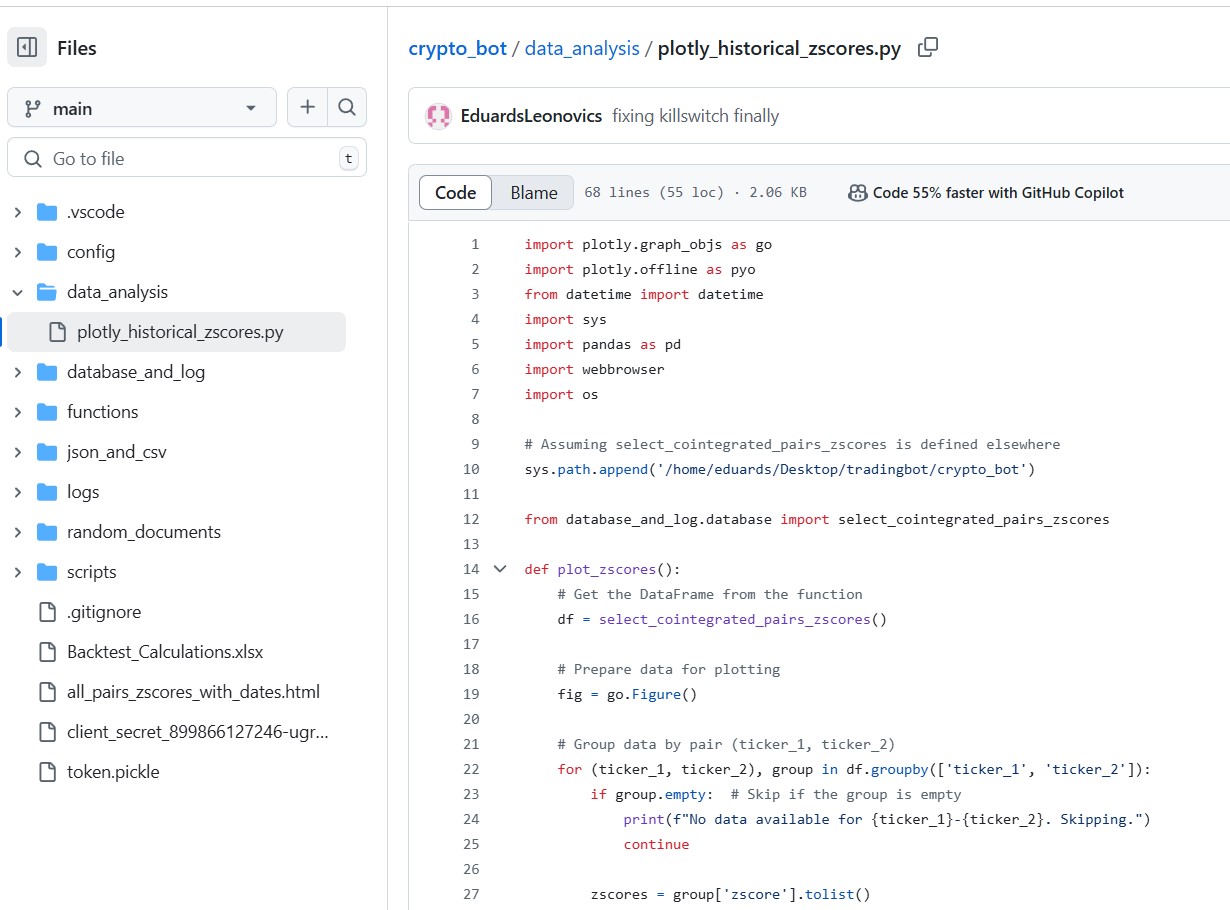 Files
main
Go to file
t
.vscode
config
data_analysis
plotly_historical_zscores.py
database_and_log
functions
json_and_csv
logs
random_documents
scripts
.gitignore
Backtest_Calculations.xlsx
all_pairs_zscores_with_dates.html
client_secret_899866127246-ugr...
token.pickle
crypto_bot / data_analysis / plotly_historical_zscores.py
EduardsLeonovics fixing killswitch finally
Code Blame 68 lines (55 loc) · 2.06 KB Code 55% faster with GitHub Copilot
1 import plotly.graph_objs as go
2 import plotly.offline as pyo
3 from datetime import datetime
4 import sys
5 import pandas as pd
6 import webbrowser
7 import os
8
9 # Assuming select_cointegrated_pairs_zscores is defined elsewhere
10 sys.path.append('/home/eduards/Desktop/tradingbot/crypto_bot')
11
12 from database_and_log.database import select_cointegrated_pairs_zscores
13
14 def plot_zscores():
15     # Get the DataFrame from the function
16     df = select_cointegrated_pairs_zscores()
17
18     # Prepare data for plotting
19     fig = go.Figure()
20
21     # Group data by pair (ticker_1, ticker_2)
22     for (ticker_1, ticker_2), group in df.groupby(['ticker_1', 'ticker_2']):
23         if group.empty:  # Skip if the group is empty
24             print(f"No data available for {ticker_1}-{ticker_2}. Skipping.")
25             continue
26
27         zscores = group['zscore'].tolist()